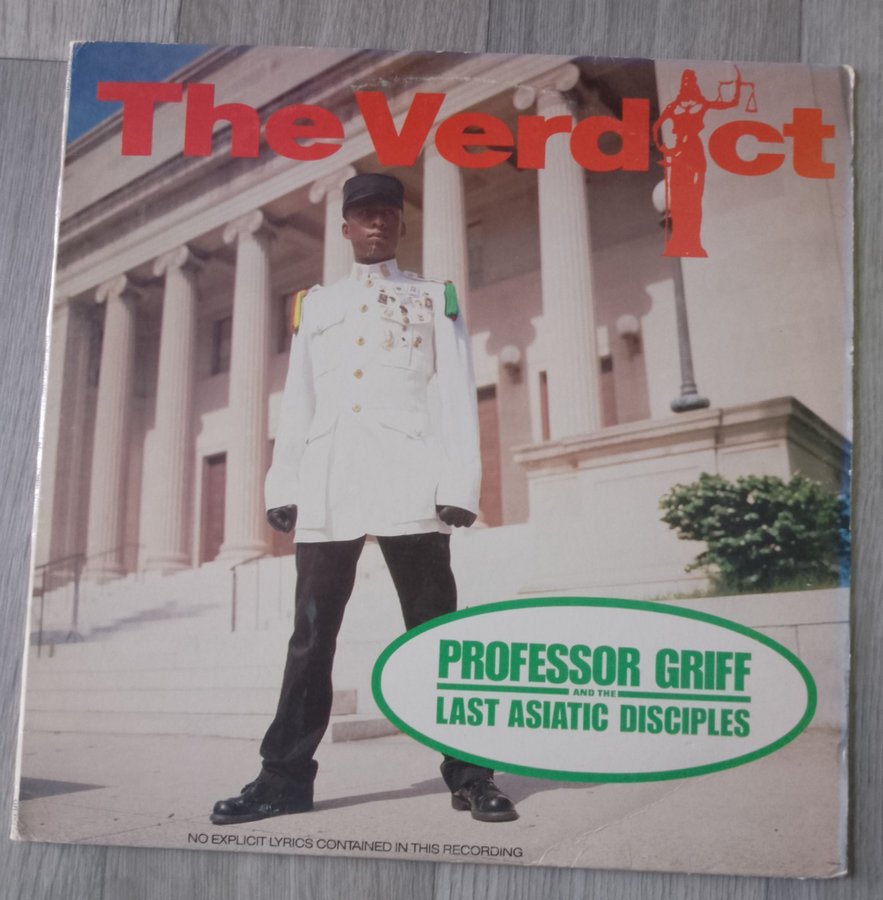 The Verdict
PROFESSOR GRIFF
AND THE
LAST ASIATIC DISCIPLES
NO EXPLICIT LYRICS CONTAINED IN THIS RECORDING